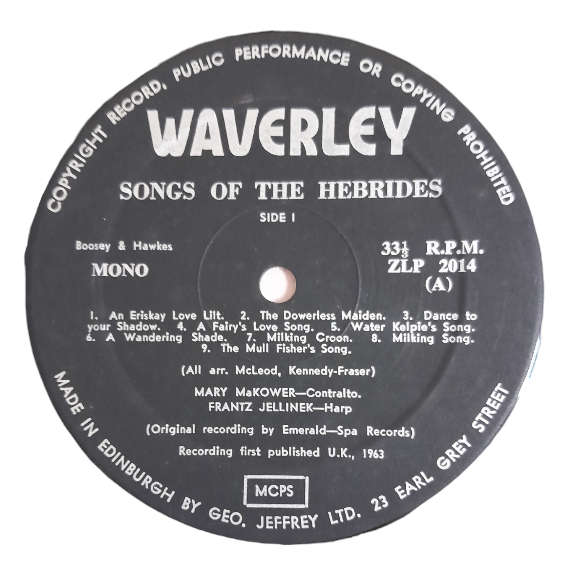 COPYRIGHT RECORD, PUBLIC PERFORMANCE OR COPYING PROHIBITED
WAVERLEY
SONGS OF THE HEBRIDES
SIDE I
Boosey & Hawkes
MONO
33⅓ R.P.M.
ZLP 2014
(A)
1. An Eriskay Love Lilt. 2. The Dowerless Maiden. 3. Dance to
your Shadow. 4. A Fairy's Love Song. 5. Water Kelpie's Song.
6. A Wandering Shade. 7. Milking Croon. 8. Milking Song.
9. The Mull Fisher's Song.
(All arr. McLeod, Kennedy-Fraser)
MARY MaKOWER—Contralto.
FRANTZ JELLINEK—Harp
(Original recording by Emerald—Spa Records)
Recording first published U.K., 1963
MCPS
MADE IN EDINBURGH BY GEO. JEFFREY LTD. 23 EARL GREY STREET